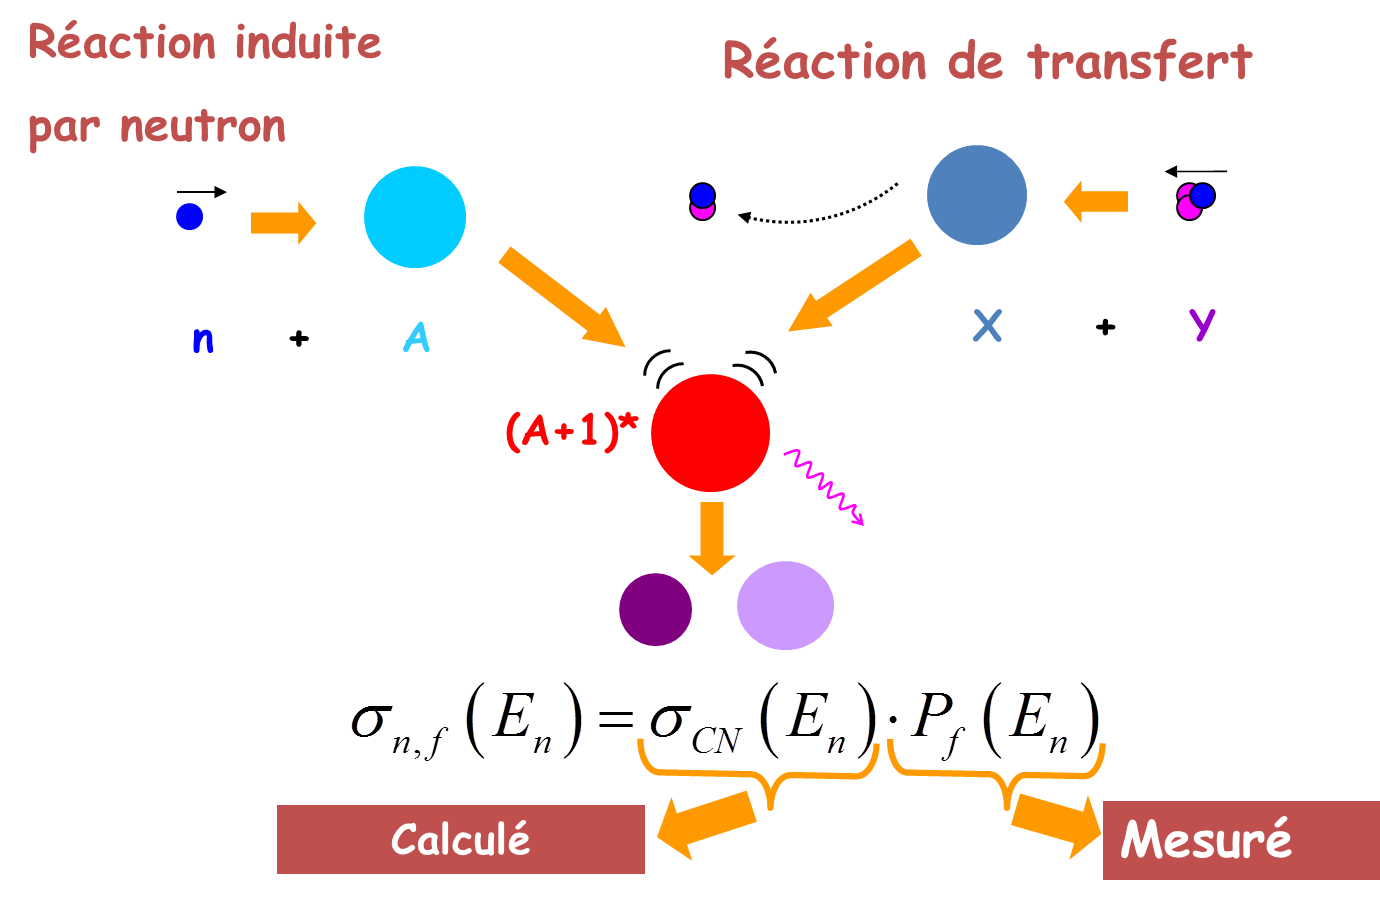 Réaction induite
par neutron
Réaction de transfert
n + A
X + Y
(A+1)*
σn,f (En) = σCN (En) · Pf (En)
Calculé
Mesuré